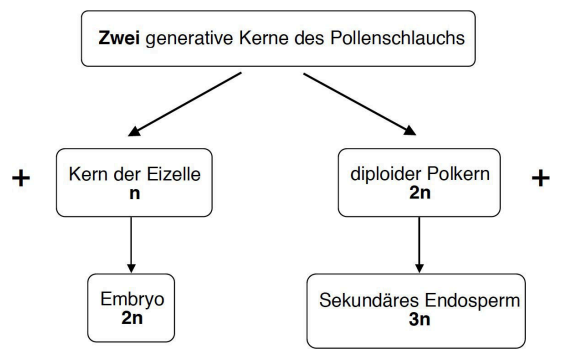 Zwei generative Kerne des Pollenschlauchs
+
Kern der Eizelle
n
diploider Polkern
2n
+
Embryo
2n
Sekundäres Endosperm
3n